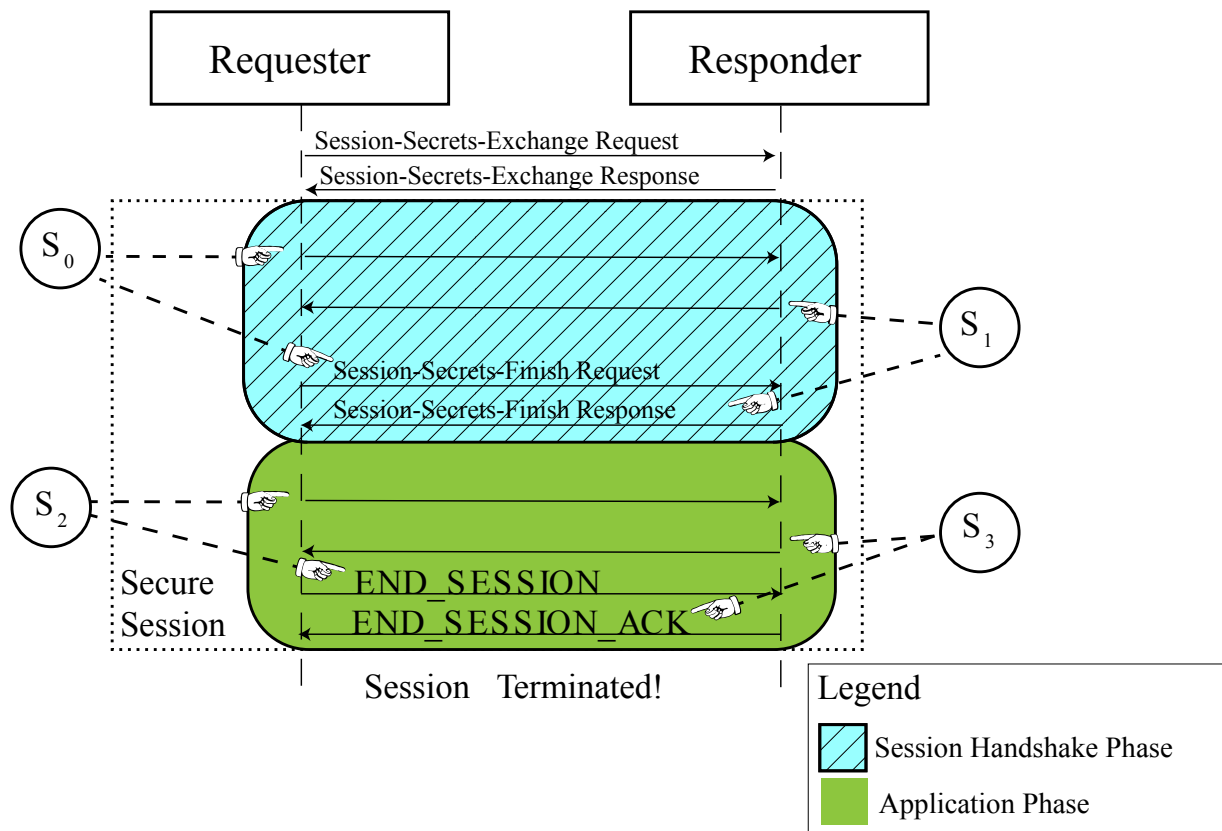 Requester
Responder
Session-Secrets-Exchange Request
Session-Secrets-Exchange Response
S0
S1
Session-Secrets-Finish Request
Session-Secrets-Finish Response
S2
S3
Secure
Session
END_SESSION
END_SESSION_ACK
Session Terminated!
Legend
Session Handshake Phase
Application Phase